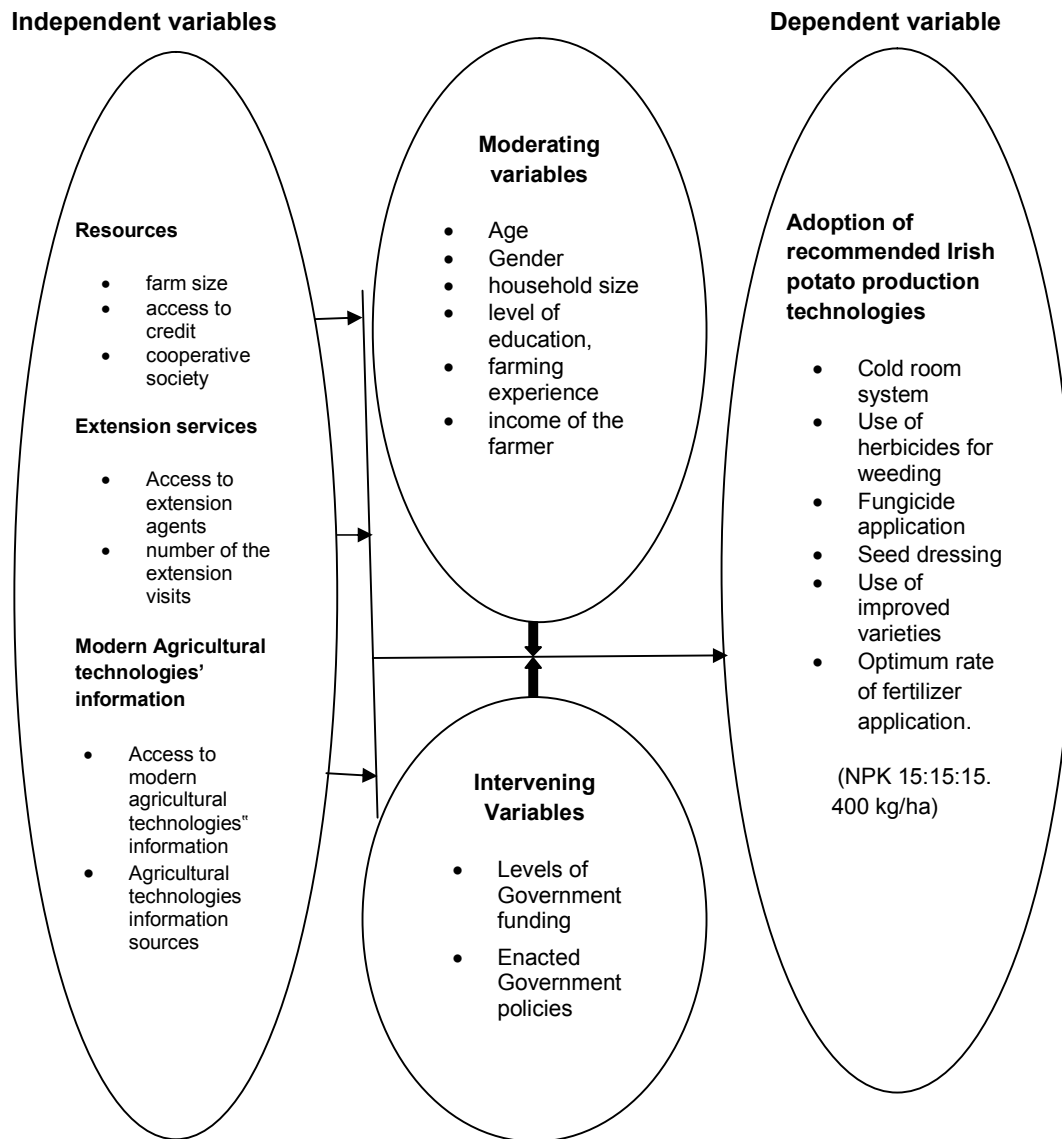 Independent variables
Resources
• farm size
• access to
credit
• cooperative
society
Extension services
• Access to
extension
agents
• number of the
extension
visits
Modern Agricultural
technologies’
information
• Access to
modern
agricultural
technologies‟
information
• Agricultural
technologies
information
sources
Moderating
variables
• Age
• Gender
• household size
• level of
education,
• farming
experience
• income of the
farmer
Intervening
Variables
• Levels of
Government
funding
• Enacted
Government
policies
Dependent variable
Adoption of
recommended Irish
potato production
technologies
• Cold room
system
• Use of
herbicides for
weeding
• Fungicide
application
• Seed dressing
• Use of
improved
varieties
• Optimum rate
of fertilizer
application.
(NPK 15:15:15.
400 kg/ha)